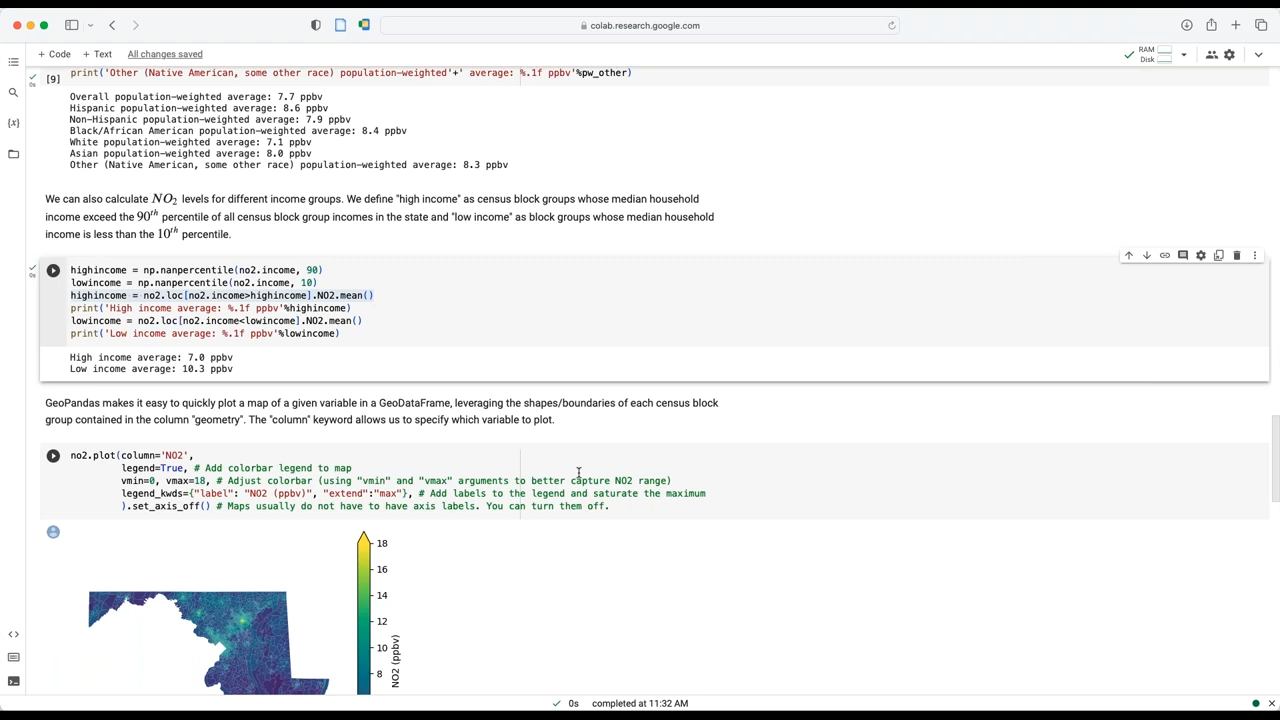 colab.research.google.com
+ Code + Text All changes saved
RAM
Disk
[9] print('Other (Native American, some other race) population-weighted'+' average: %.1f ppbv'%pw_other)
0s
Overall population-weighted average: 7.7 ppbv
Hispanic population-weighted average: 8.6 ppbv
Non-Hispanic population-weighted average: 7.9 ppbv
Black/African American population-weighted average: 8.4 ppbv
White population-weighted average: 7.1 ppbv
Asian population-weighted average: 8.0 ppbv
Other (Native American, some other race) population-weighted average: 8.3 ppbv
We can also calculate NO₂ levels for different income groups. We define "high income" as census block groups whose median household
income exceed the 90ᵗʰ percentile of all census block group incomes in the state and "low income" as block groups whose median household
income is less than the 10ᵗʰ percentile.
highincome = np.nanpercentile(no2.income, 90)
0s
lowincome = np.nanpercentile(no2.income, 10)
highincome = no2.loc[no2.income>highincome].NO2.mean()
print('High income average: %.1f ppbv'%highincome)
lowincome = no2.loc[no2.income<lowincome].NO2.mean()
print('Low income average: %.1f ppbv'%lowincome)
High income average: 7.0 ppbv
Low income average: 10.3 ppbv
GeoPandas makes it easy to quickly plot a map of a given variable in a GeoDataFrame, leveraging the shapes/boundaries of each census block
group contained in the column "geometry". The "column" keyword allows us to specify which variable to plot.
no2.plot(column='NO2',
legend=True, # Add colorbar legend to map
vmin=0, vmax=18, # Adjust colorbar (using "vmin" and "vmax" arguments to better capture NO2 range)
legend_kwds={"label": "NO2 (ppbv)", "extend":"max"}, # Add labels to the legend and saturate the maximum
).set_axis_off() # Maps usually do not have to have axis labels. You can turn them off.
18
16
14
12
10
8
NO2 (ppbv)
0s completed at 11:32 AM